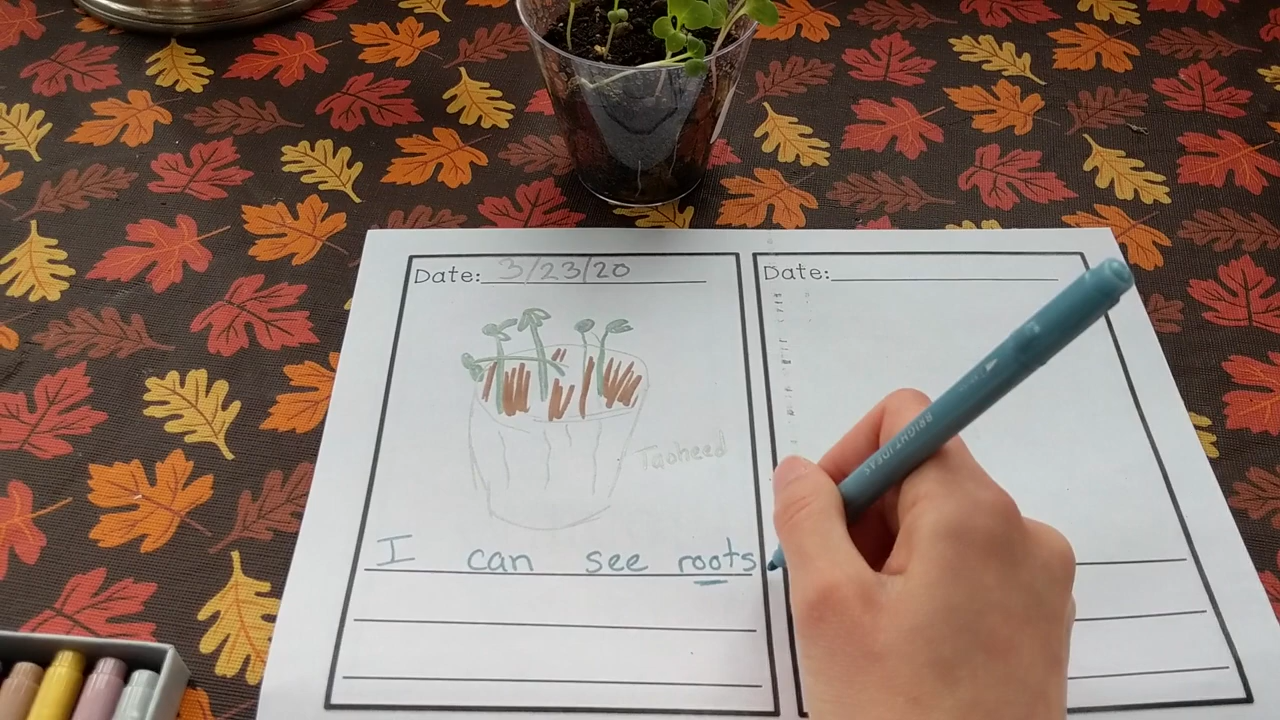 Date: 3/23/20
Date:
Taoheed
I can see roots
BRIGHT IDEAS